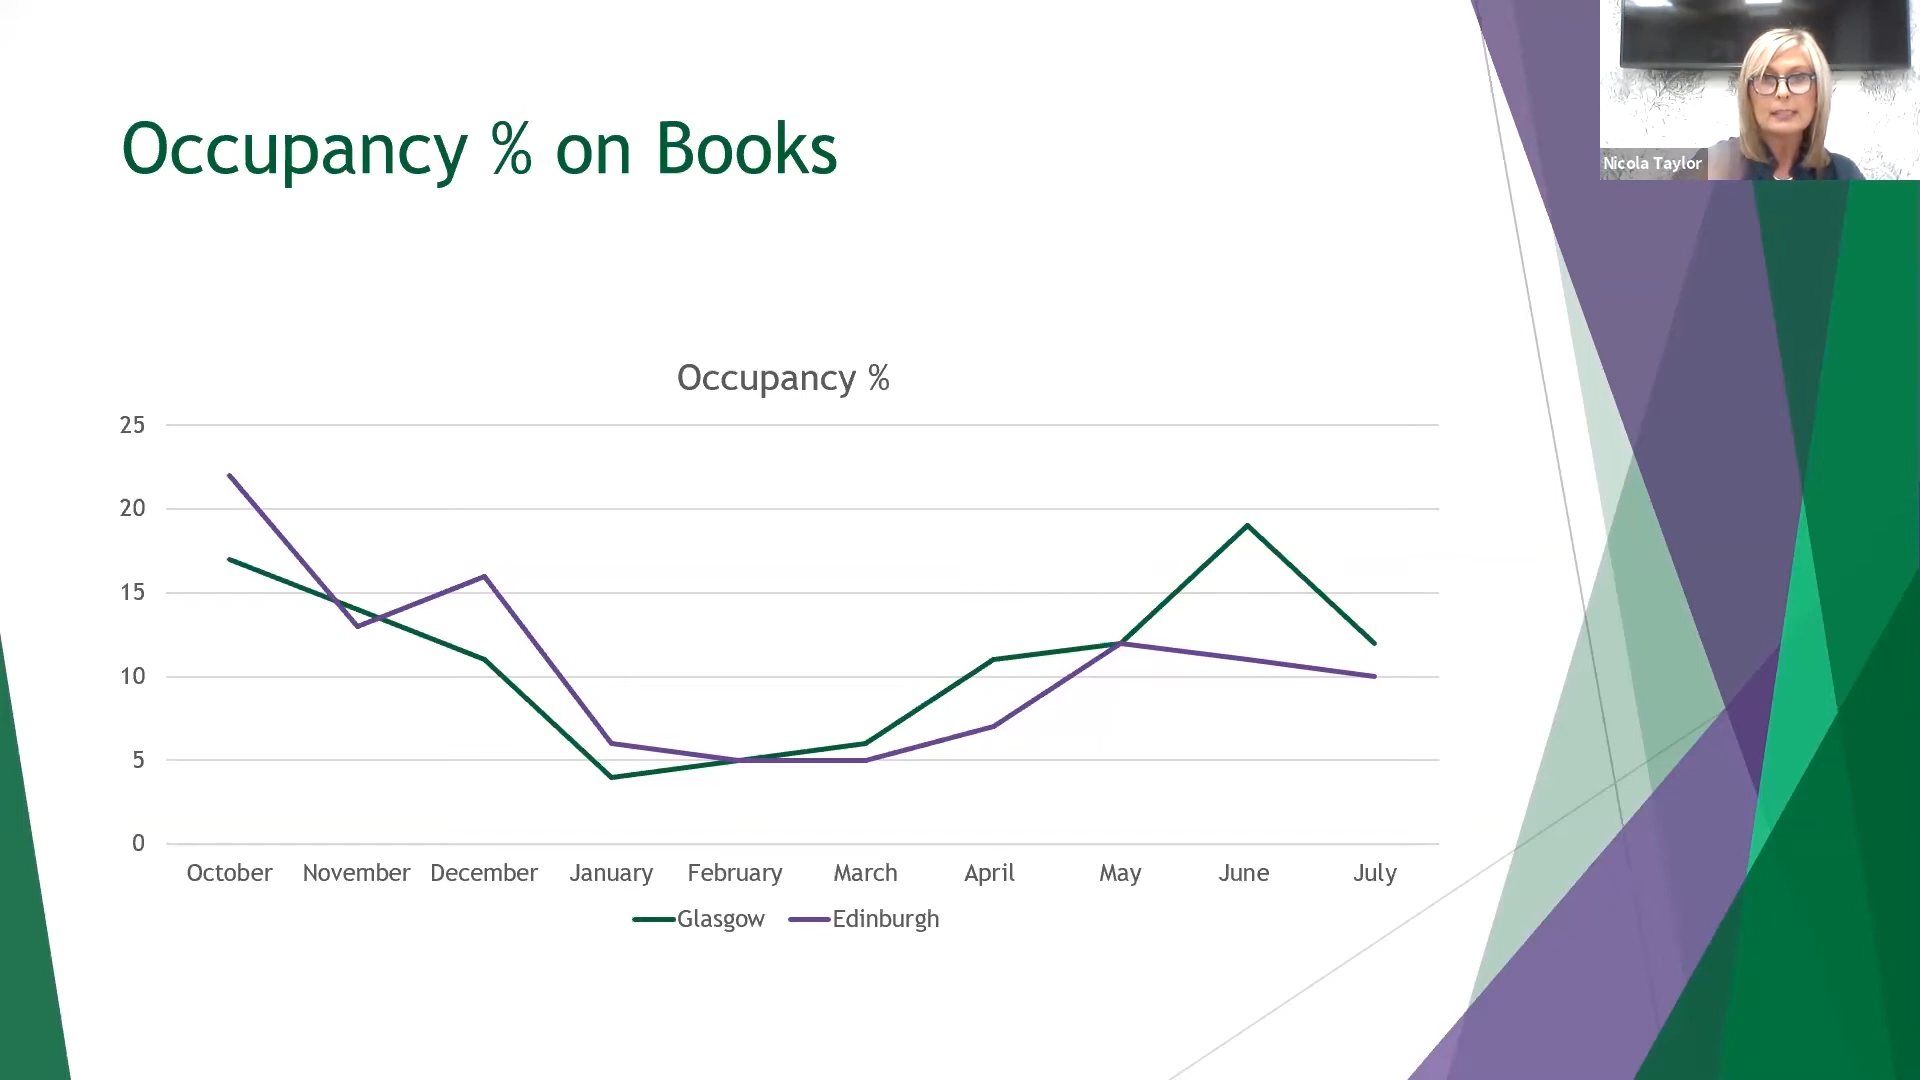 Occupancy % on Books
Nicola Taylor
Occupancy %
25
20
15
10
5
0
October November December January February March April May June July
Glasgow Edinburgh